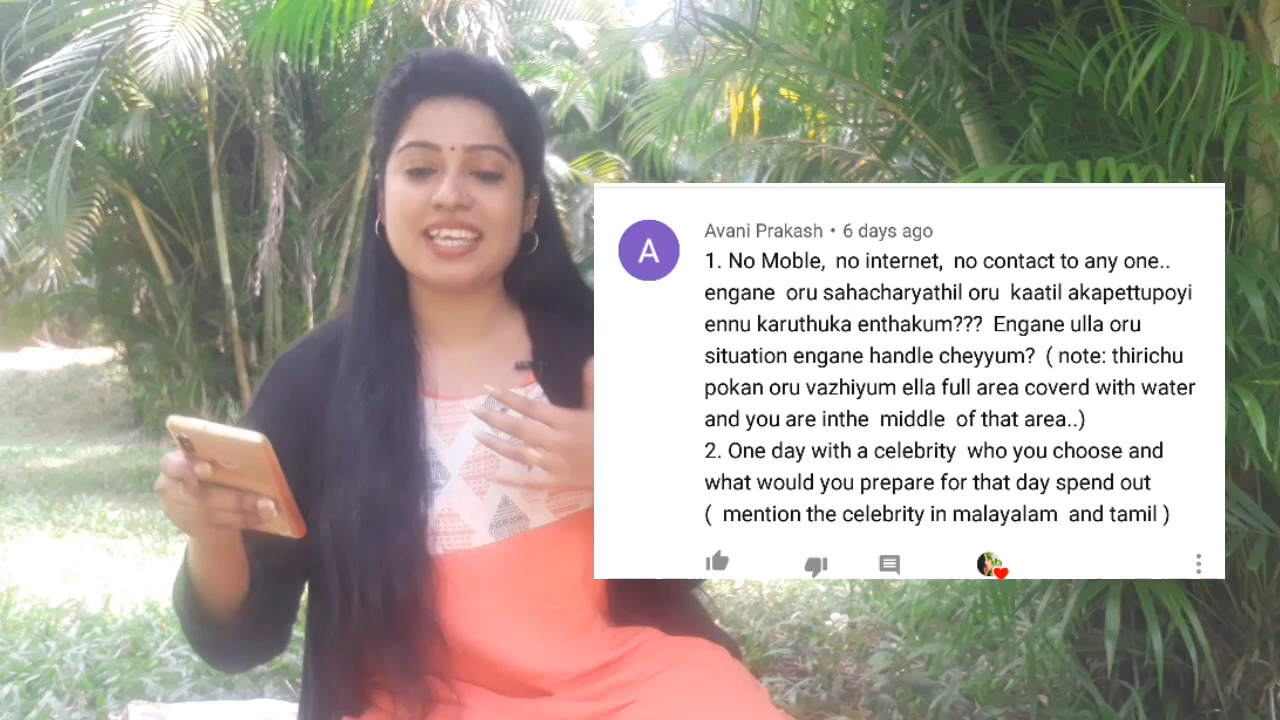 A
Avani Prakash • 6 days ago
1. No Moble, no internet, no contact to any one..
engane oru sahacharyathil oru kaatil akapettupoyi
ennu karuthuka enthakum??? Engane ulla oru
situation engane handle cheyyum? ( note: thirichu
pokan oru vazhiyum ella full area coverd with water
and you are inthe middle of that area..)
2. One day with a celebrity who you choose and
what would you prepare for that day spend out
( mention the celebrity in malayalam and tamil )